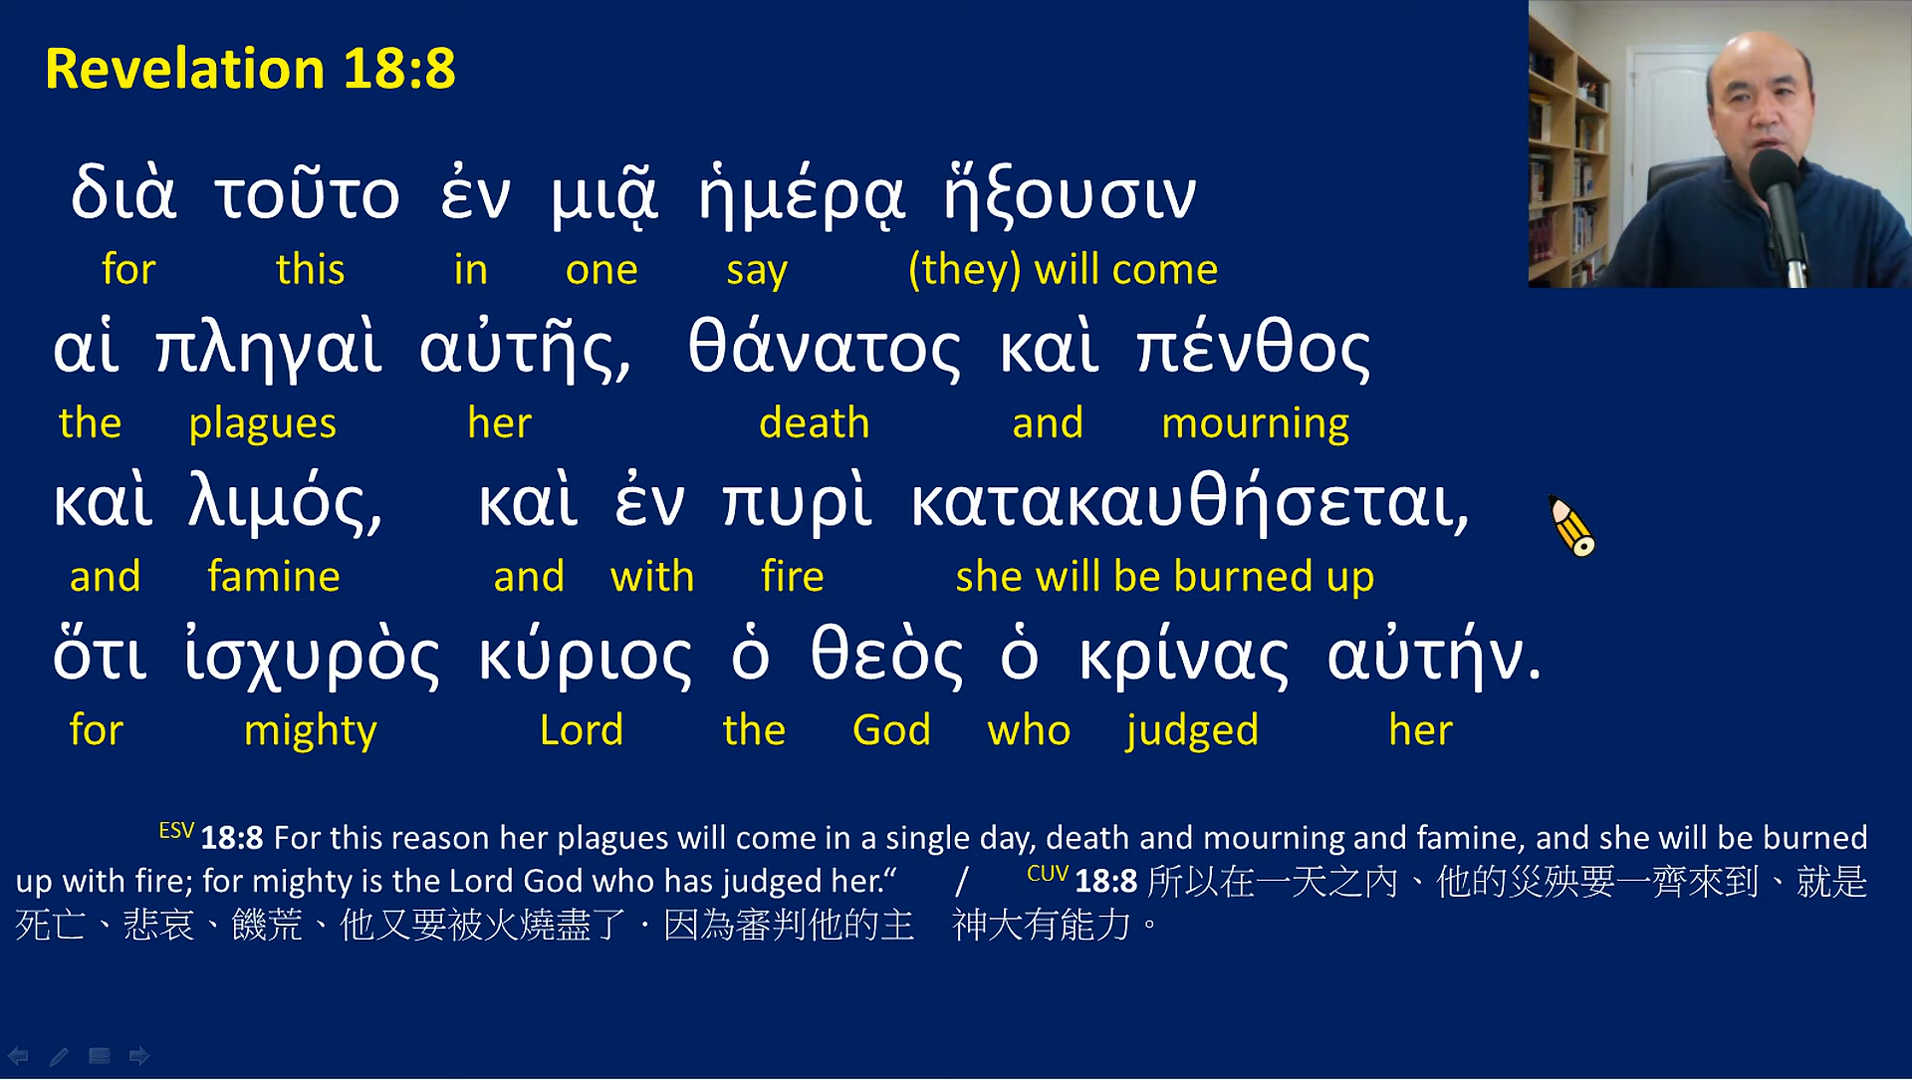 Revelation 18:8
διὰ τοῦτο ἐν μιᾷ ἡμέρᾳ ἥξουσιν
for this in one say (they) will come
αἱ πληγαὶ αὐτῆς, θάνατος καὶ πένθος
the plagues her death and mourning
καὶ λιμός, καὶ ἐν πυρὶ κατακαυθήσεται,
and famine and with fire she will be burned up
ὅτι ἰσχυρὸς κύριος ὁ θεὸς ὁ κρίνας αὐτήν.
for mighty Lord the God who judged her
ESV 18:8 For this reason her plagues will come in a single day, death and mourning and famine, and she will be burned
up with fire; for mighty is the Lord God who has judged her.“ / CUV 18:8 所以在一天之內、他的災殃要一齊來到、就是
死亡、悲哀、饑荒、他又要被火燒盡了．因為審判他的主　神大有能力。